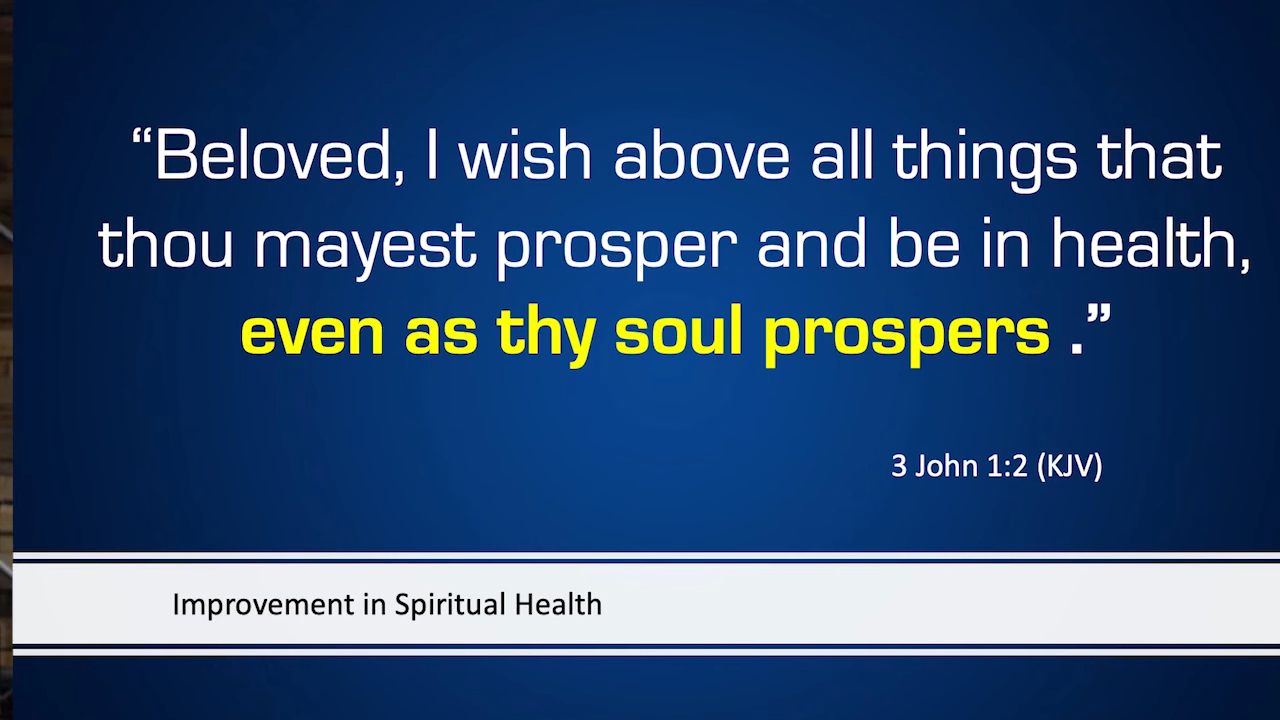 “Beloved, I wish above all things that
thou mayest prosper and be in health,
even as thy soul prospers .”
3 John 1:2 (KJV)
Improvement in Spiritual Health